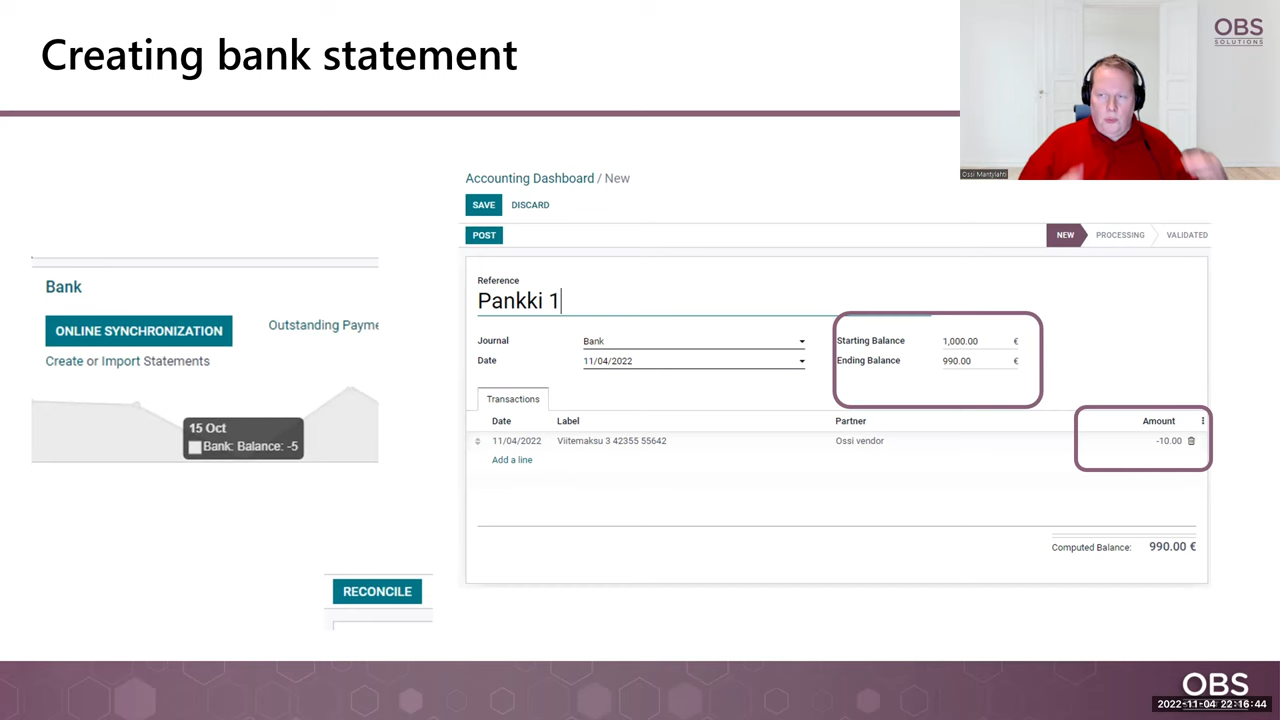 Creating bank statement
OBS
SOLUTIONS
Ossi Mantylahti
Accounting Dashboard / New
SAVE DISCARD
POST
NEW PROCESSING VALIDATED
Bank
ONLINE SYNCHRONIZATION
Outstanding Payme
Create or Import Statements
15 Oct
Bank: Balance: -5
RECONCILE
Reference
Pankki 1
Journal Bank
Date 11/04/2022
Starting Balance 1,000.00 €
Ending Balance 990.00 €
Transactions
Date Label Partner Amount
11/04/2022 Viitemaksu 3 42355 55642 Ossi vendor -10.00
Add a line
Computed Balance: 990.00 €
OBS
2022-11-04 22:16:44